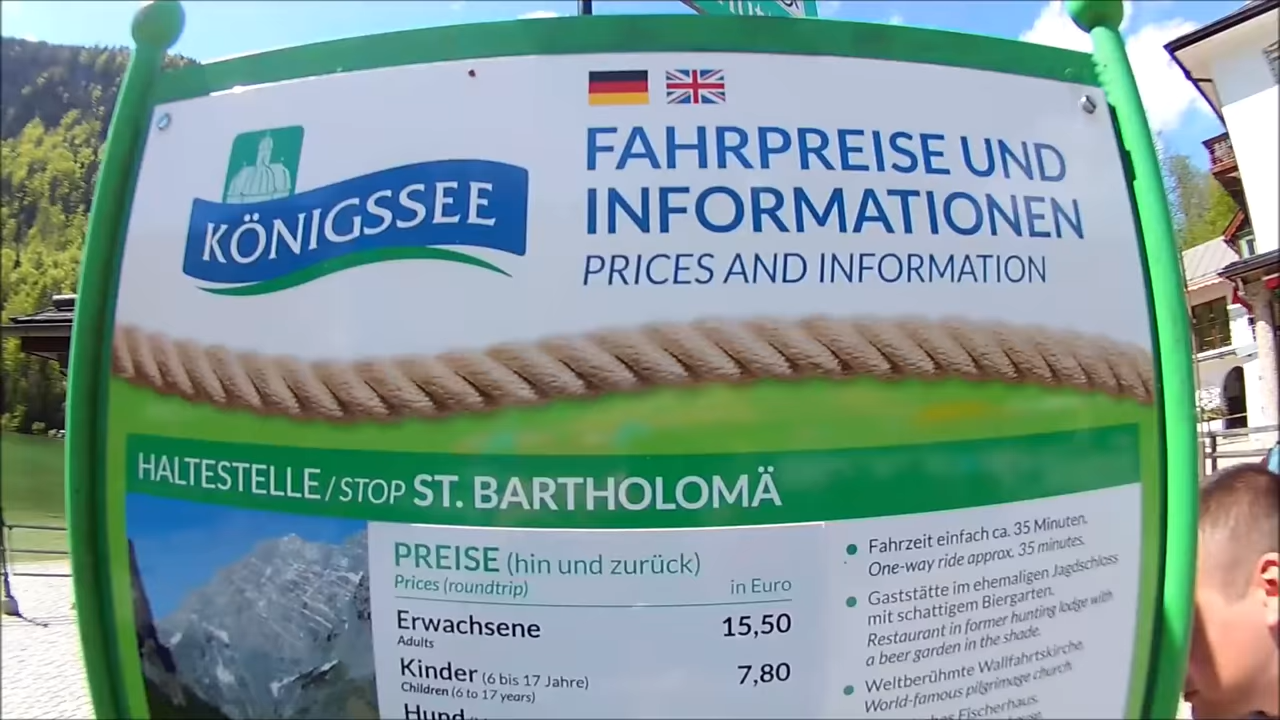 KÖNIGSSEE
FAHRPREISE UND
INFORMATIONEN
PRICES AND INFORMATION
HALTESTELLE / STOP ST. BARTHOLOMÄ
PREISE (hin und zurück)
Prices (roundtrip) in Euro
Erwachsene 15,50
Adults
Kinder (6 bis 17 Jahre) 7,80
Children (6 to 17 years)
Hund
• Fahrzeit einfach ca. 35 Minuten.
One-way ride approx. 35 minutes.
• Gaststätte im ehemaligen Jagdschloss
mit schattigem Biergarten.
Restaurant in former hunting lodge with
a beer garden in the shade.
• Weltberühmte Wallfahrtskirche.
World-famous pilgrimage church
Fischerhaus.